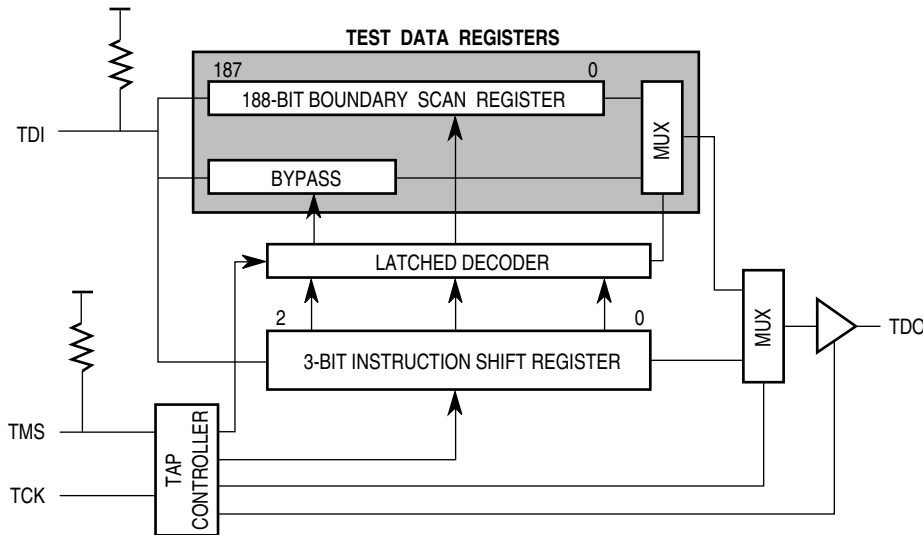 TEST DATA REGISTERS
187
0
188-BIT BOUNDARY SCAN REGISTER
MUX
TDI
BYPASS
LATCHED DECODER
2
0
3-BIT INSTRUCTION SHIFT REGISTER
MUX
TDO
TMS
TAP
CONTROLLER
TCK